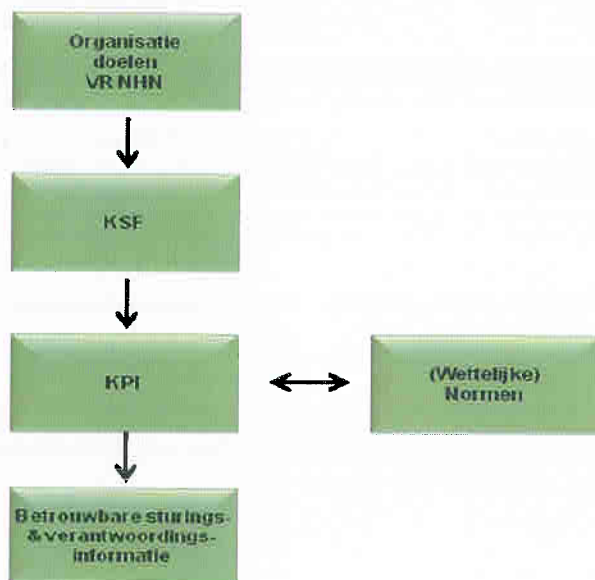 Organisatie
doelen
VR NHN
KSF
KPI
(Wettelijke)
Normen
Betrouwbare sturings-
& verantwoordings-
informatie